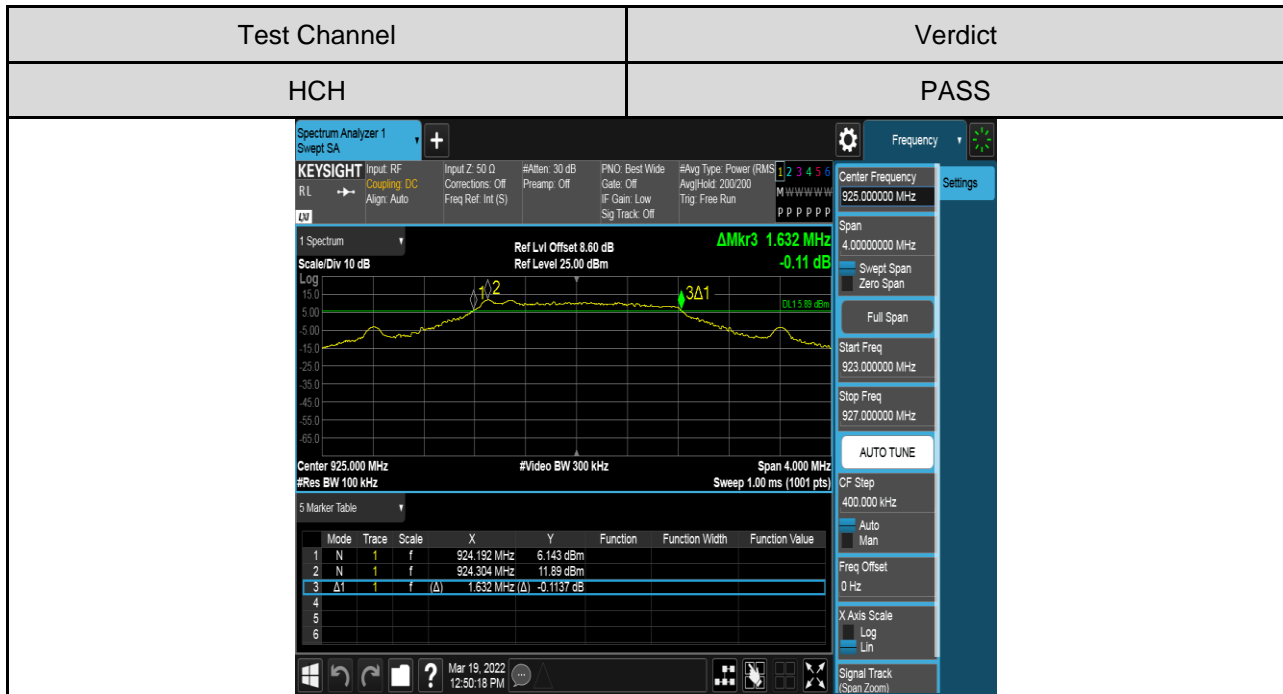 Test Channel Verdict
HCH PASS
Spectrum Analyzer 1
Swept SA
+
Frequency
KEYSIGHT
RL
LXI
Input: RF
Coupling: DC
Align: Auto
Input Z: 50 Ω
Corrections: Off
Freq Ref: Int (S)
#Atten: 30 dB
Preamp: Off
PNO: Best Wide
Gate: Off
IF Gain: Low
Sig Track: Off
#Avg Type: Power (RMS
Avg|Hold: 200/200
Trig: Free Run
1 2 3 4 5 6
M W W W W W
P P P P P P
1 Spectrum
Scale/Div 10 dB
Ref Lvl Offset 8.60 dB
Ref Level 25.00 dBm
ΔMkr3 1.632 MHz
-0.11 dB
Log
15.0
5.00
-5.00
-15.0
-25.0
-35.0
-45.0
-55.0
-65.0
1
2
3Δ1
DL1 5.89 dBm
Center 925.000 MHz
#Res BW 100 kHz
#Video BW 300 kHz
Span 4.000 MHz
Sweep 1.00 ms (1001 pts)
5 Marker Table
Mode Trace Scale X Y Function Function Width Function Value
1 N 1 f 924.192 MHz 6.143 dBm
2 N 1 f 924.304 MHz 11.89 dBm
3 Δ1 1 f (Δ) 1.632 MHz (Δ) -0.1137 dB
4
5
6
Mar 19, 2022
12:50:18 PM
?
Center Frequency
925.000000 MHz
Settings
Span
4.00000000 MHz
Swept Span
Zero Span
Full Span
Start Freq
923.000000 MHz
Stop Freq
927.000000 MHz
AUTO TUNE
CF Step
400.000 kHz
Auto
Man
Freq Offset
0 Hz
X Axis Scale
Log
Lin
Signal Track
(Span Zoom)